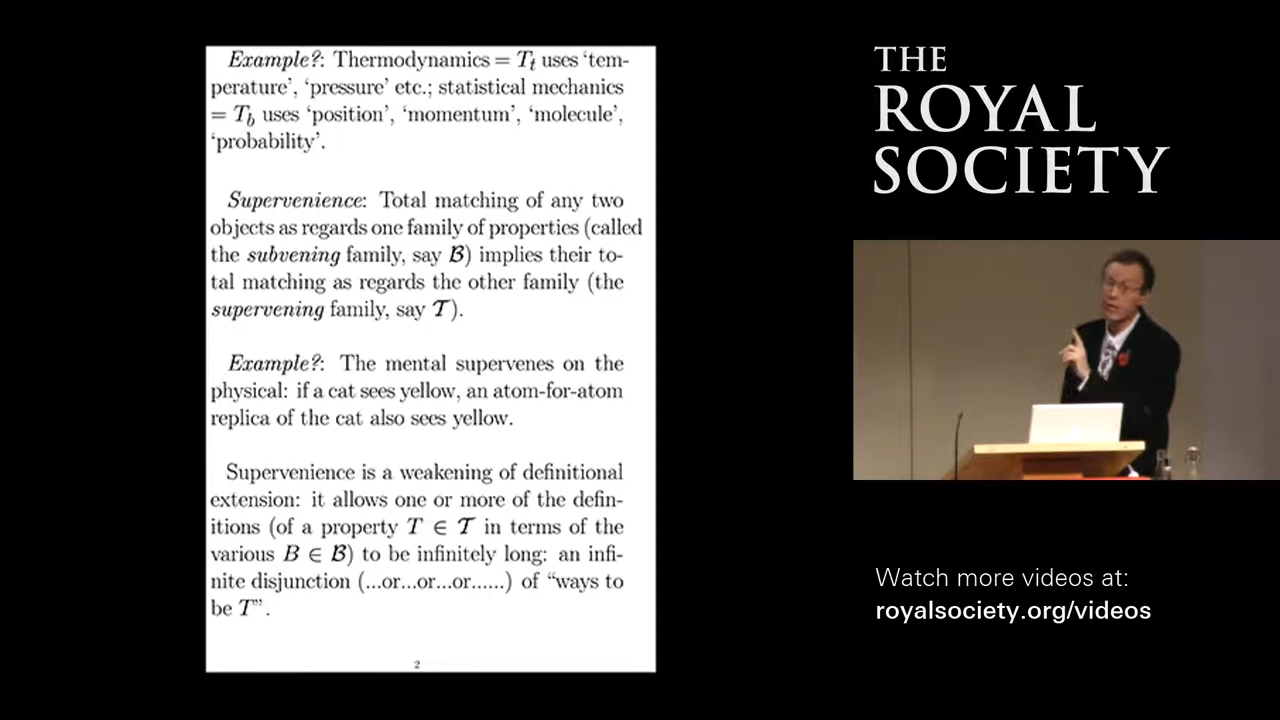 Example?: Thermodynamics = Tₜ uses ‘tem-
perature’, ‘pressure’ etc.; statistical mechanics
= T_b uses ‘position’, ‘momentum’, ‘molecule’,
‘probability’.
Supervenience: Total matching of any two
objects as regards one family of properties (called
the subvening family, say ℬ) implies their to-
tal matching as regards the other family (the
supervening family, say 𝒯).
Example?: The mental supervenes on the
physical: if a cat sees yellow, an atom-for-atom
replica of the cat also sees yellow.
Supervenience is a weakening of definitional
extension: it allows one or more of the defin-
itions (of a property T ∈ 𝒯 in terms of the
various B ∈ ℬ) to be infinitely long: an infi-
nite disjunction (...or...or...or......) of “ways to
be T”.
2
THE
ROYAL
SOCIETY
Watch more videos at:
royalsociety.org/videos